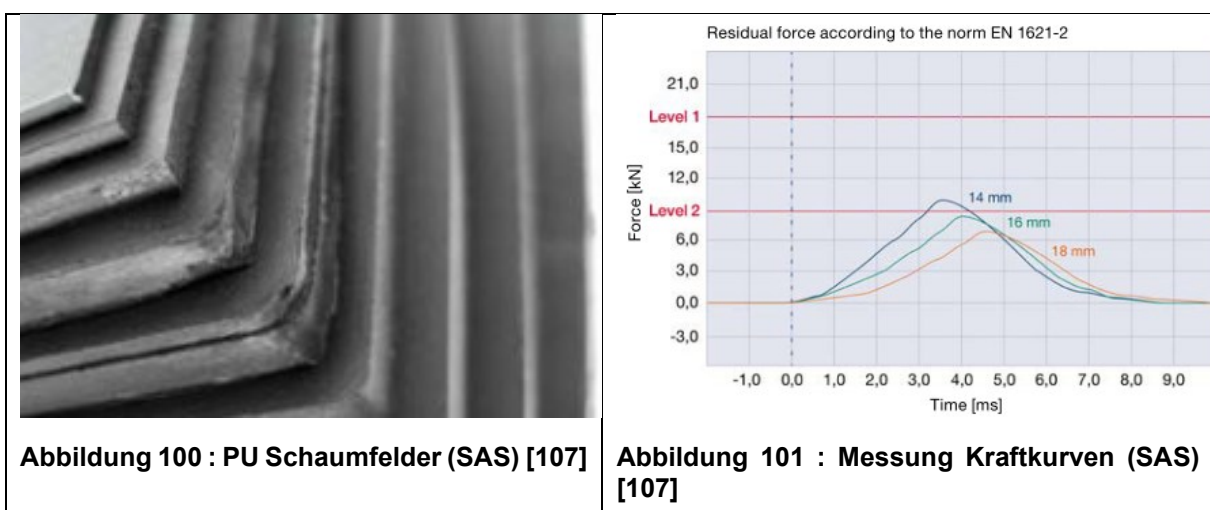 Residual force according to the norm EN 1621-2
21,0
Level 1
15,0
12,0
Level 2
6,0
3,0
0,0
-3,0
Force [kN]
14 mm
16 mm
18 mm
-1,0 0,0 1,0 2,0 3,0 4,0 5,0 6,0 7,0 8,0 9,0
Time [ms]
Abbildung 100 : PU Schaumfelder (SAS) [107]
Abbildung 101 : Messung Kraftkurven (SAS)
[107]